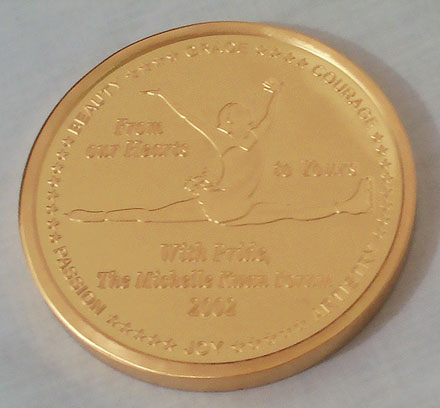 BEAUTY GRACE COURAGE ARTISTRY JOY PASSION
From
our Hearts
to Yours
With Pride,
The Michelle Kwan Forum
2002